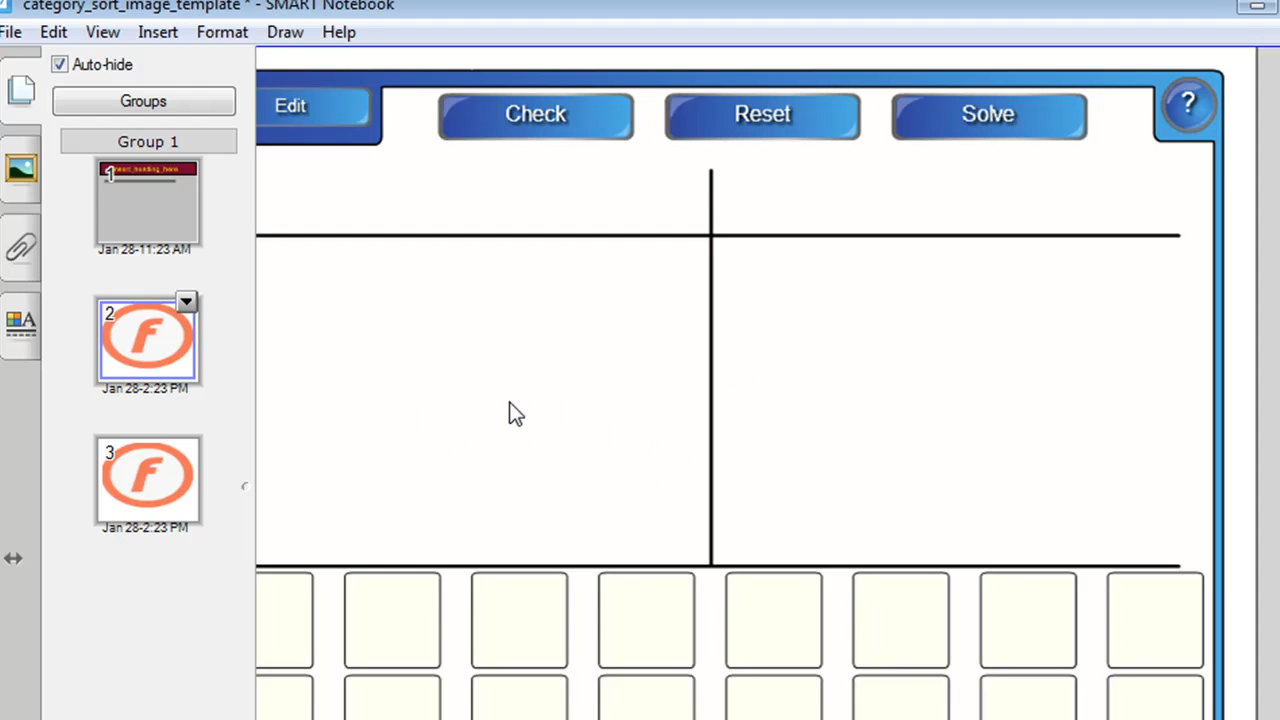 category_sort_image_template * - SMART Notebook
File Edit View Insert Format Draw Help
Auto-hide
Groups
Group 1
1
Jan 28-11:23 AM
2
Jan 28-2:23 PM
3
Jan 28-2:23 PM
Edit
Check
Reset
Solve
?
A